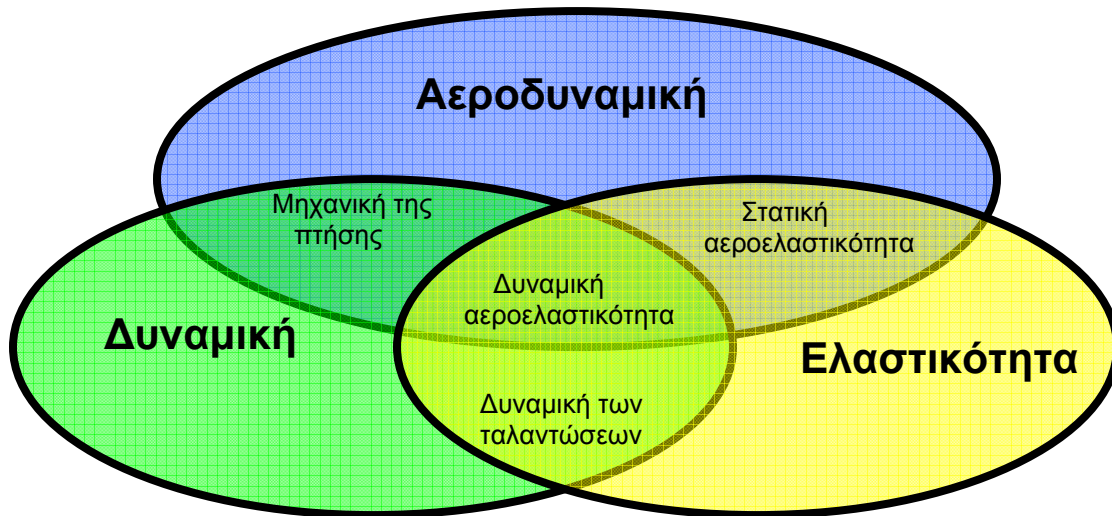 Αεροδυναμική
Μηχανική της
πτήσης
Στατική
αεροελαστικότητα
Δυναμική
αεροελαστικότητα
Δυναμική
Ελαστικότητα
Δυναμική των
ταλαντώσεων